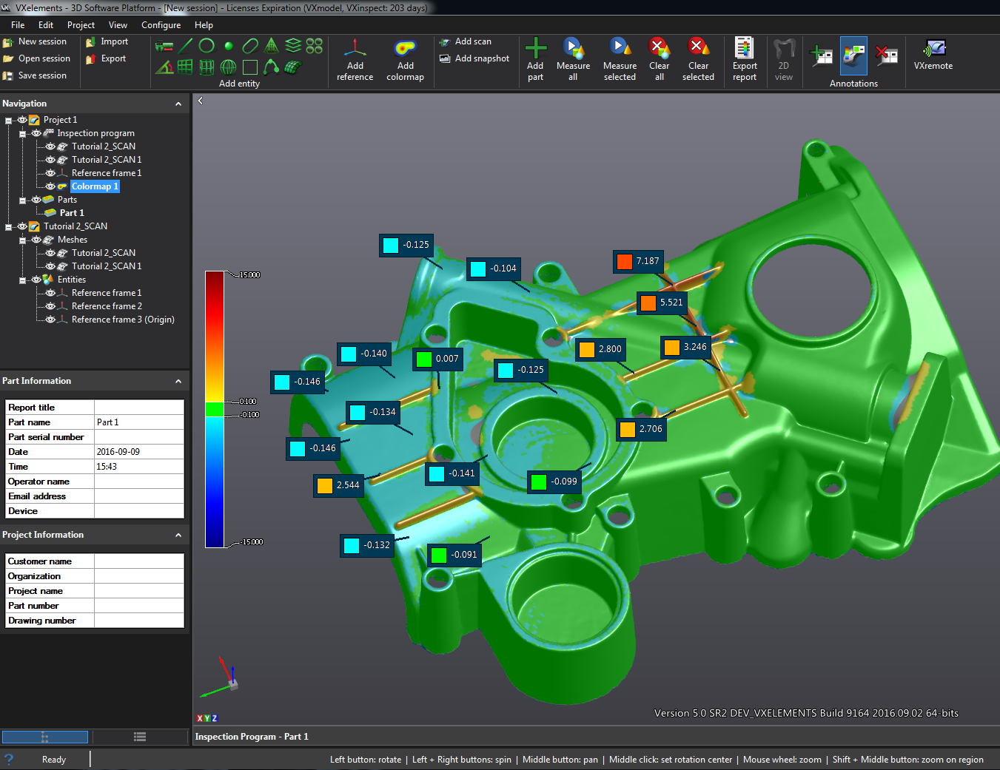 VXelements - 3D Software Platform - [New session] - Licenses Expiration (VXmodel, VXinspect: 203 days)
File Edit Project View Configure Help
New session
Open session
Save session
Import
Export
Add entity
Add reference
Add colormap
Add scan
Add snapshot
Add part
Measure all
Measure selected
Clear all
Clear selected
Export report
2D view
Annotations
VXremote
Navigation
Project 1
Inspection program
Tutorial 2_SCAN
Tutorial 2_SCAN 1
Reference frame 1
Colormap 1
Parts
Part 1
Tutorial 2_SCAN
Meshes
Tutorial 2_SCAN
Tutorial 2_SCAN 1
Entities
Reference frame 1
Reference frame 2
Reference frame 3 (Origin)
Part Information
Report title
Part name Part 1
Part serial number
Date 2016-09-09
Time 15:43
Operator name
Email address
Device
Project Information
Customer name
Organization
Project name
Part number
Drawing number
15.000
0.100
-0.100
-15.000
-0.125
-0.104
7.187
5.521
-0.140
0.007
-0.125
2.800
3.246
-0.146
-0.134
2.706
-0.146
2.544
-0.141
-0.099
-0.132
-0.091
X Y Z
Version 5.0 SR2 DEV_VXELEMENTS Build 9164 2016.09.02 64-bits
Inspection Program - Part 1
? Ready
Left button: rotate | Left + Right buttons: spin | Middle button: pan | Middle click: set rotation center | Mouse wheel: zoom | Shift + Middle button: zoom on region